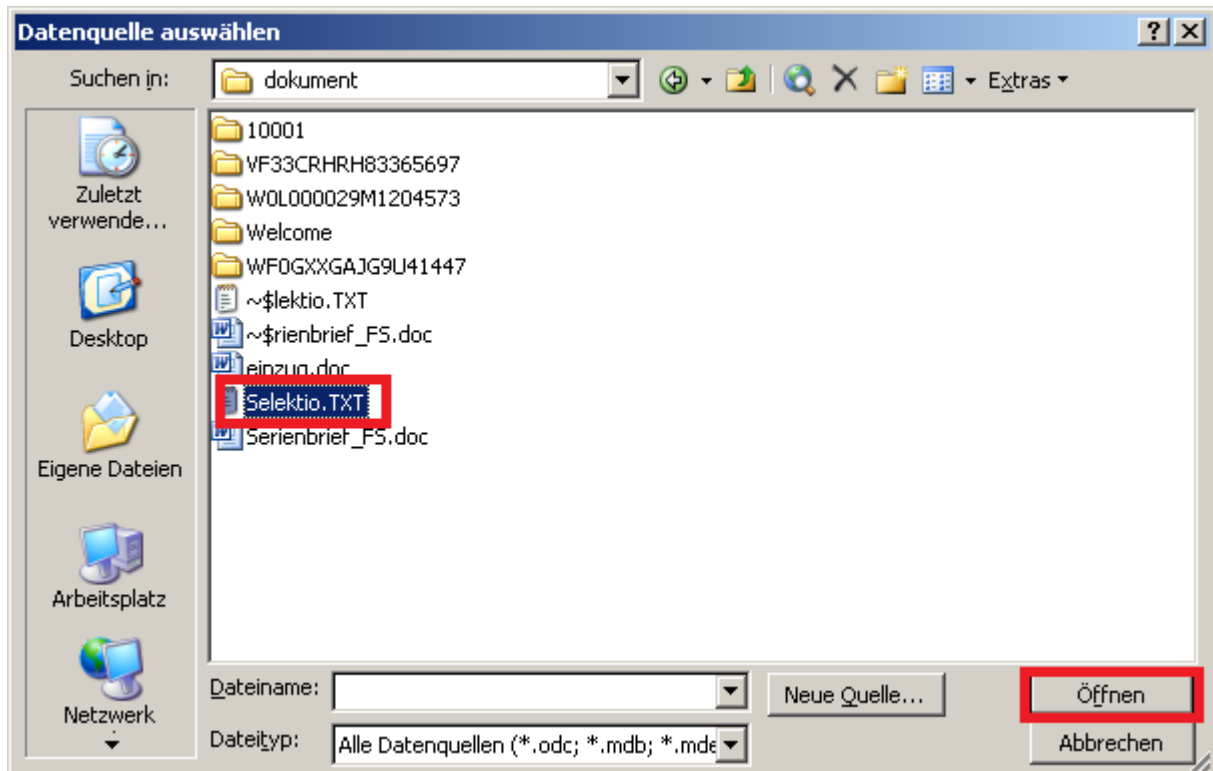 Datenquelle auswählen
Suchen in:
dokument
Extras
Zuletzt
verwende...
Desktop
Eigene Dateien
Arbeitsplatz
Netzwerk
10001
VF33CRHRH83365697
W0L000029M1204573
Welcome
WF0GXXGAJG9U41447
~$lektio.TXT
~$rienbrief_FS.doc
einzug.doc
Selektio.TXT
Serienbrief_FS.doc
Dateiname:
Neue Quelle...
Öffnen
Dateityp:
Alle Datenquellen (*.odc; *.mdb; *.mde
Abbrechen